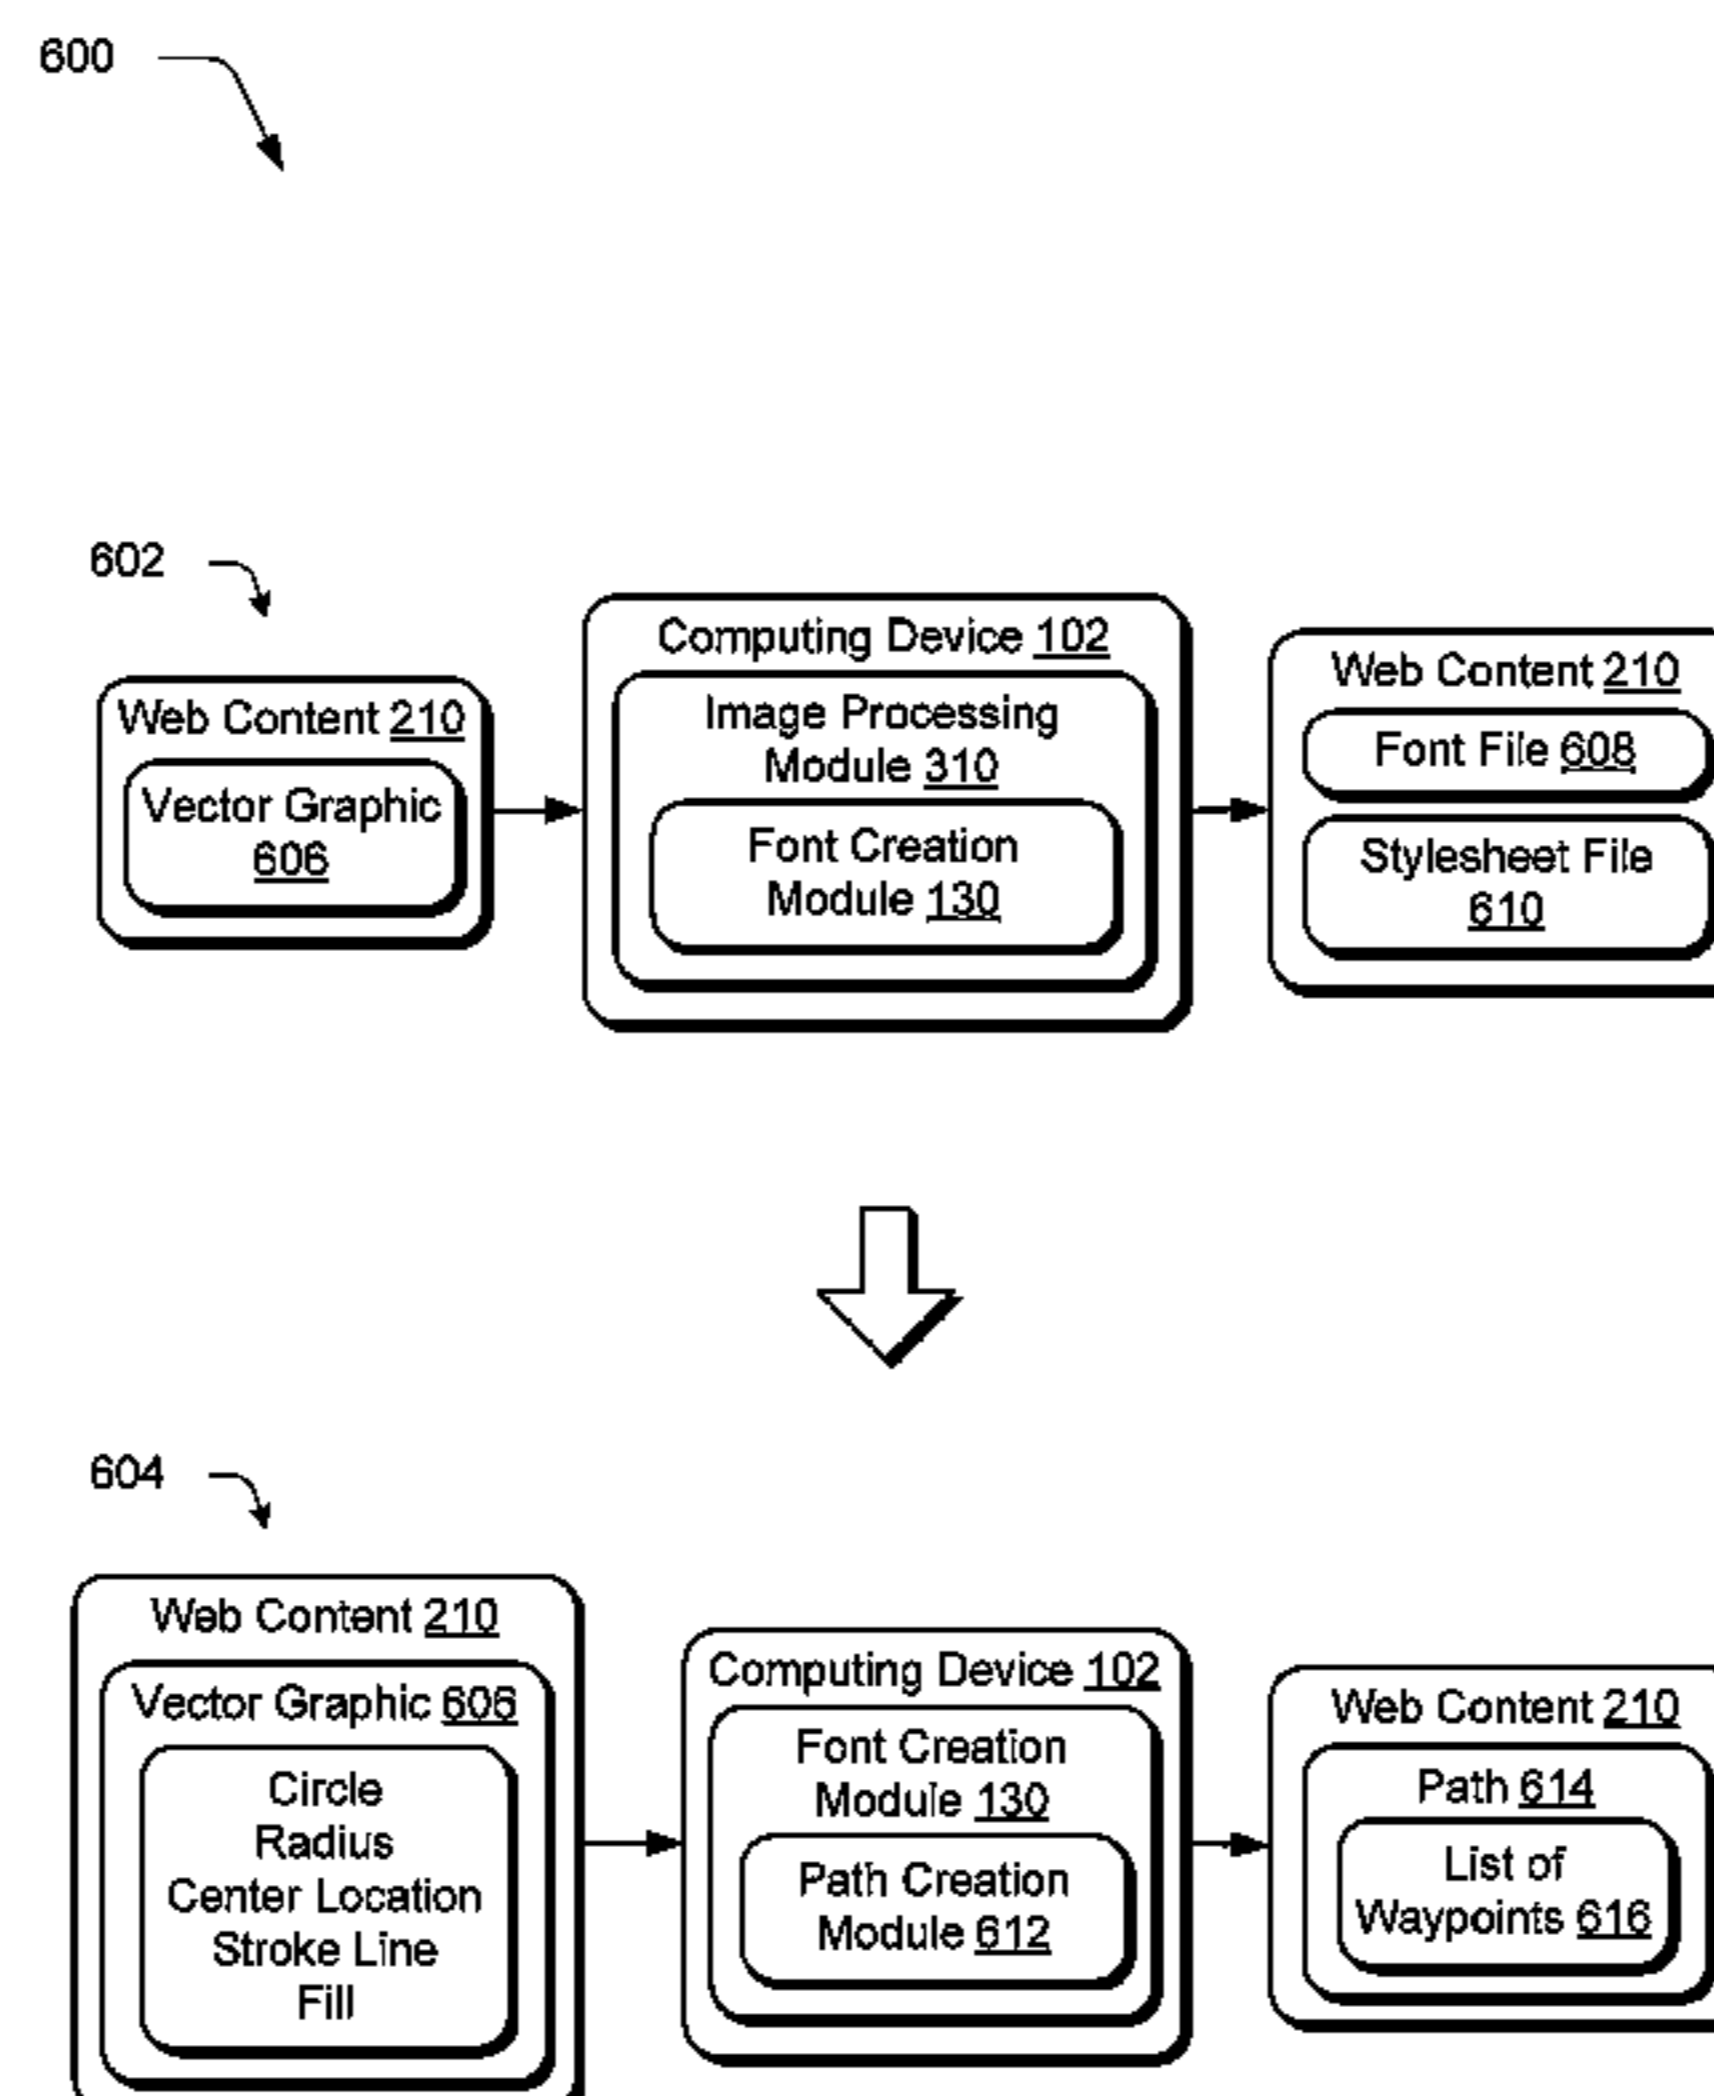 600
602
Web Content 210
Vector Graphic
606
Computing Device 102
Image Processing
Module 310
Font Creation
Module 130
Web Content 210
Font File 608
Stylesheet File
610
604
Web Content 210
Vector Graphic 606
Circle
Radius
Center Location
Stroke Line
Fill
Computing Device 102
Font Creation
Module 130
Path Creation
Module 612
Web Content 210
Path 614
List of
Waypoints 616